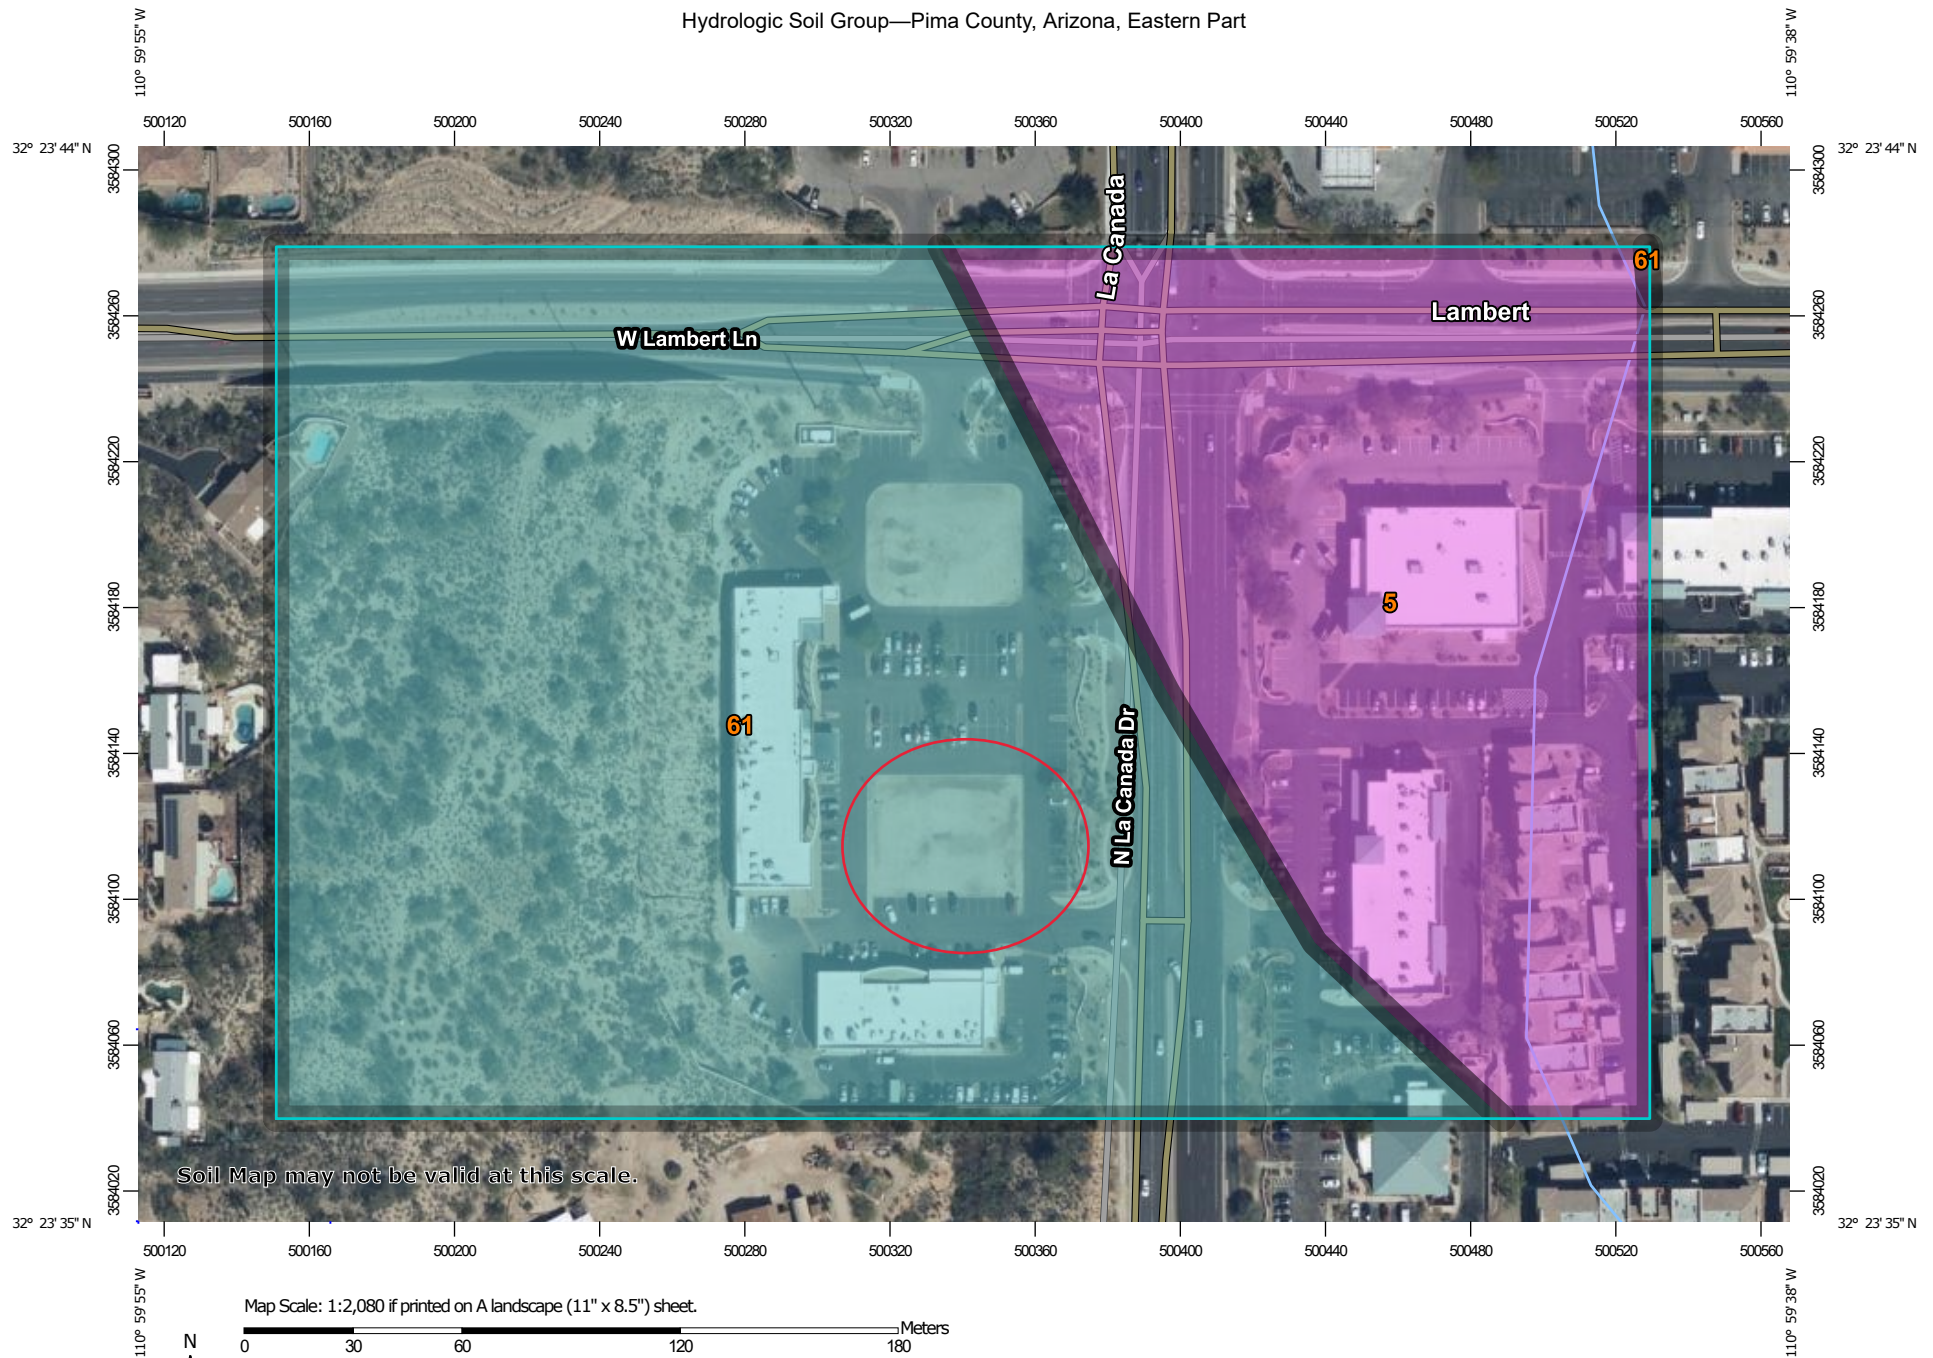 Hydrologic Soil Group—Pima County, Arizona, Eastern Part
110° 59' 55'' W
110° 59' 38'' W
500120 500160 500200 500240 500280 500320 500360 500400 500440 500480 500520 500560
32° 23' 44'' N
32° 23' 44'' N
3584300
3584300
La Canada
61
3584260
3584260
Lambert
W Lambert Ln
3584220
3584220
3584180
3584180
5
61
3584140
3584140
N La Canada Dr
3584100
3584100
3584060
3584060
Soil Map may not be valid at this scale.
3584020
3584020
32° 23' 35'' N
32° 23' 35'' N
500120 500160 500200 500240 500280 500320 500360 500400 500440 500480 500520 500560
110° 59' 55'' W
110° 59' 38'' W
Map Scale: 1:2,080 if printed on A landscape (11" x 8.5") sheet.
Meters
N
0 30 60 120 180